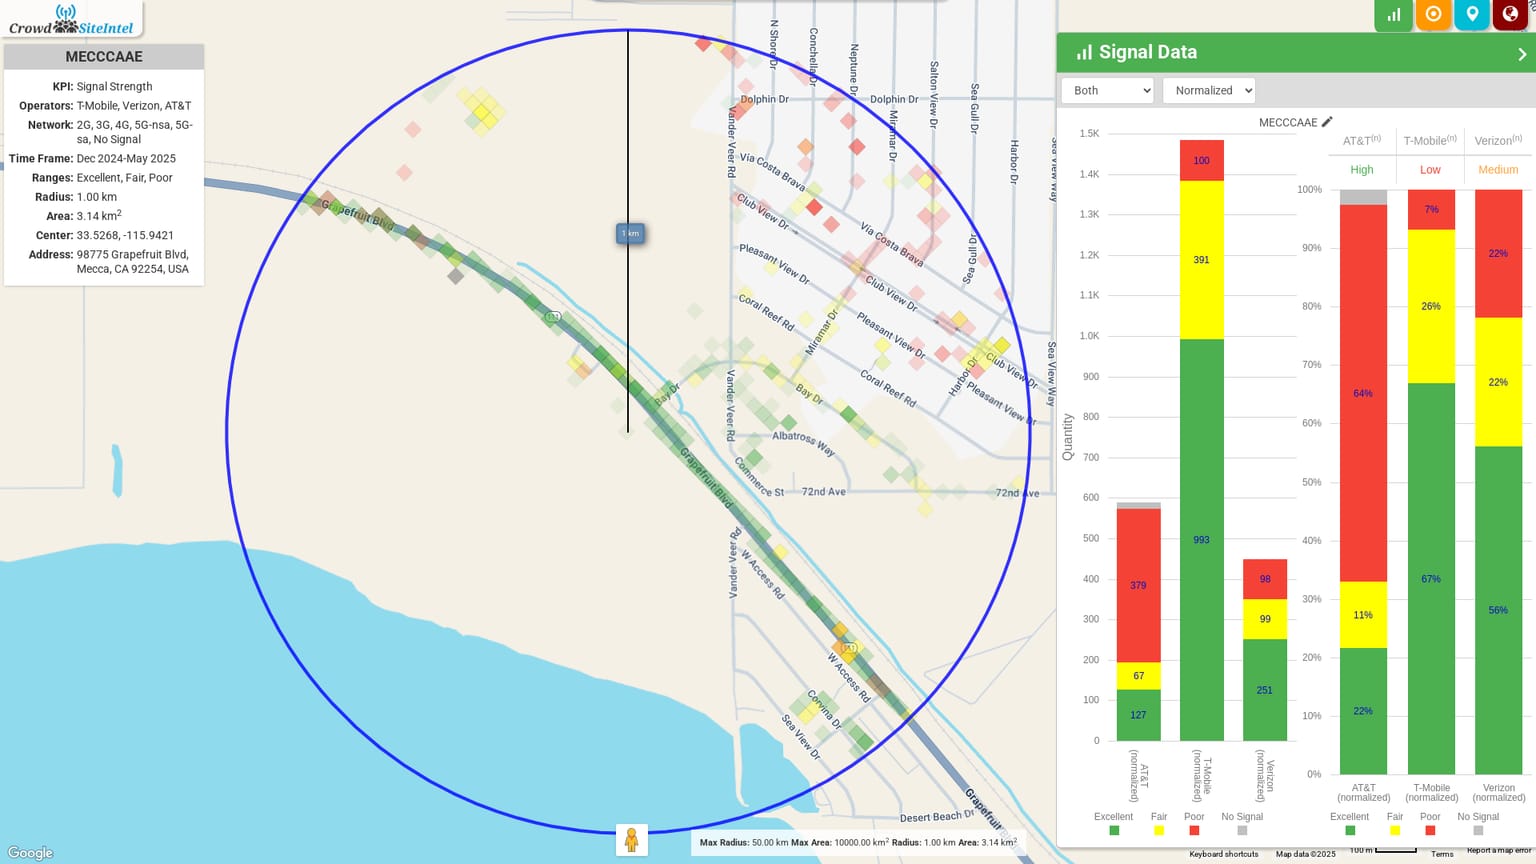 CrowdSiteIntel
MECCCAAE
KPI: Signal Strength
Operators: T-Mobile, Verizon, AT&T
Network: 2G, 3G, 4G, 5G-nsa, 5G-
sa, No Signal
Time Frame: Dec 2024-May 2025
Ranges: Excellent, Fair, Poor
Radius: 1.00 km
Area: 3.14 km²
Center: 33.5268, -115.9421
Address: 98775 Grapefruit Blvd,
Mecca, CA 92254, USA
N Shore Dr
Conchella Dr
Neptune Dr
Salton View Dr
Sea Gull Dr
Harbor Dr
Dolphin Dr
Dolphin Dr
Vander Veer Rd
Miramar Dr
Via Costa Brava
Club View Dr
Pleasant View Dr
Coral Reef Rd
Via Costa Brava
Club View Dr
Pleasant View Dr
Coral Reef Rd
Sea Gull Dr
Miramar Dr
Harbor Dr
Club View Dr
Pleasant View Dr
Sea View Way
Grapefruit Blvd
1 km
111
Bay Dr
Bay Dr
Vander Veer Rd
Albatross Way
Commerce St
72nd Ave
72nd Ave
Grapefruit Blvd
Vander Veer Rd
W Access Rd
111
W Access Rd
Corvina Dr
Sea View Dr
Desert Beach Dr
Grapefruit Blvd
Google
Max Radius: 50.00 km Max Area: 10000.00 km² Radius: 1.00 km Area: 3.14 km²
Keyboard shortcuts
Map data ©2025
100 m
Terms
Report a map error
Signal Data
Both
Normalized
MECCCAAE
1.5K
1.4K
1.3K
1.2K
1.1K
1.0K
900
800
700
600
500
400
300
200
100
0
Quantity
379
67
127
100
391
993
98
99
251
AT&T
(normalized)
T-Mobile
(normalized)
Verizon
(normalized)
Excellent
Fair
Poor
No Signal
AT&T(n)
T-Mobile(n)
Verizon(n)
High
Low
Medium
100%
90%
80%
70%
60%
50%
40%
30%
20%
10%
0%
64%
11%
22%
7%
26%
67%
22%
22%
56%
AT&T
(normalized)
T-Mobile
(normalized)
Verizon
(normalized)
Excellent
Fair
Poor
No Signal